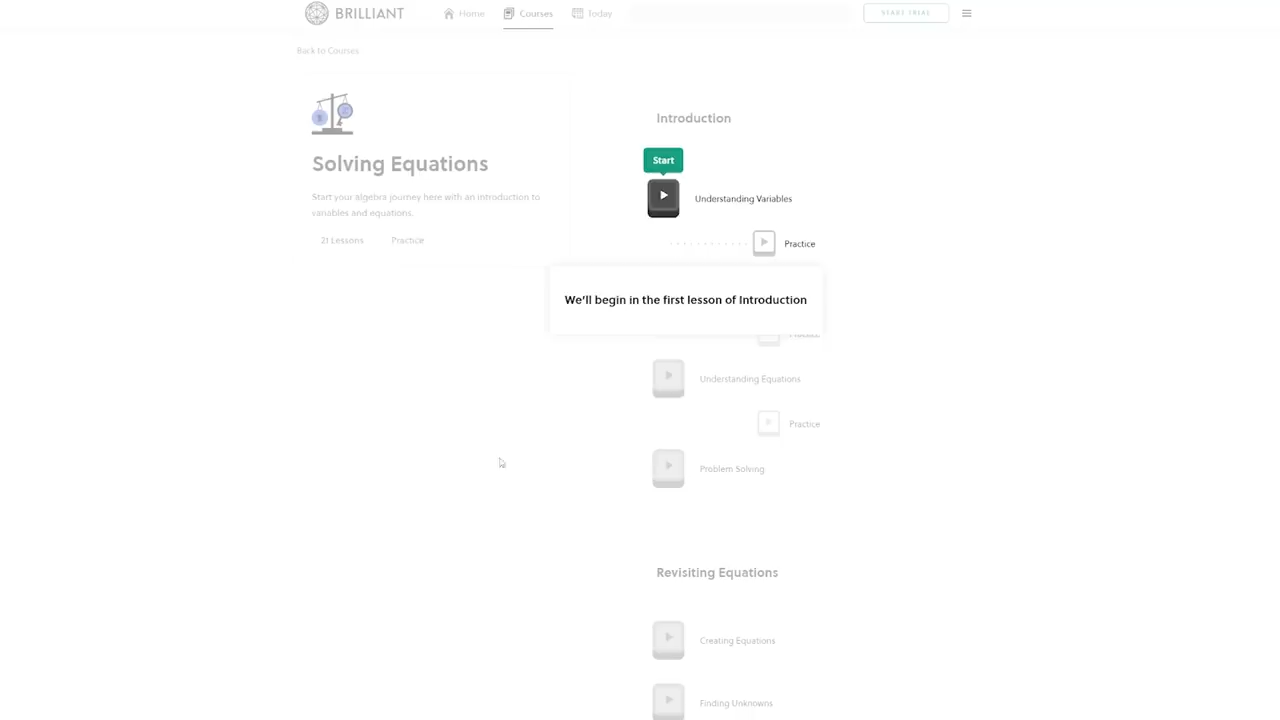 BRILLIANT
Home
Courses
Today
START TRIAL
Back to Courses
Solving Equations
Start your algebra journey here with an introduction to
variables and equations.
21 Lessons
Practice
Introduction
Start
Understanding Variables
Practice
We'll begin in the first lesson of Introduction
Practice
Understanding Equations
Practice
Problem Solving
Revisiting Equations
Creating Equations
Finding Unknowns